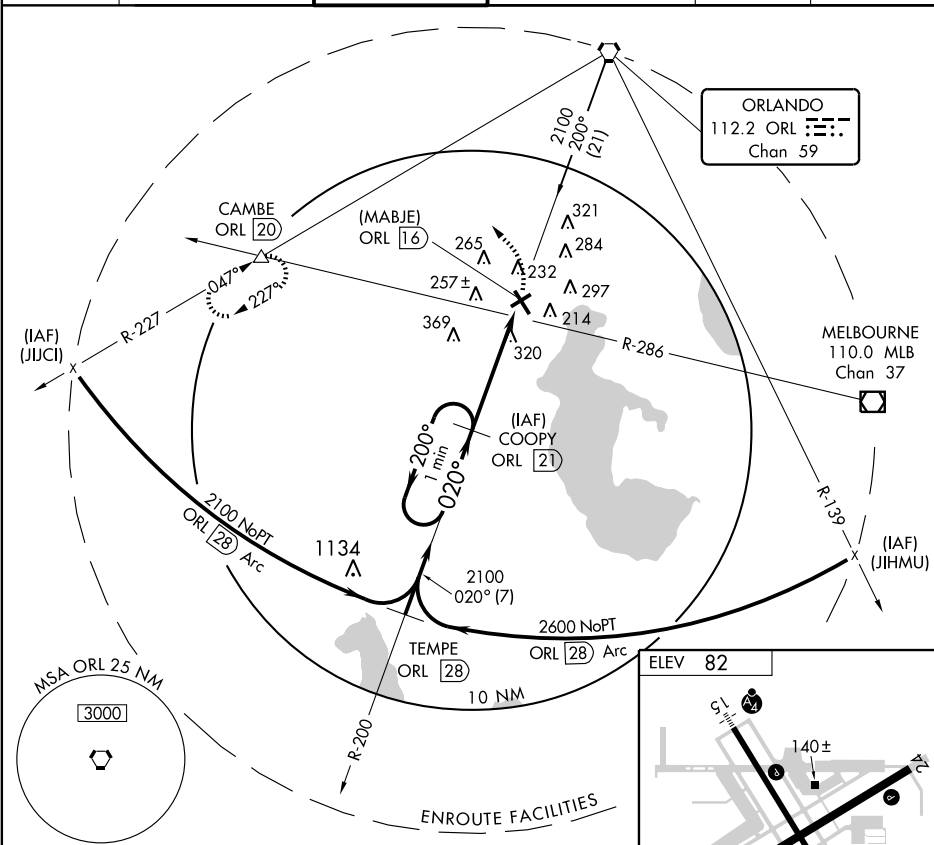 ORLANDO
112.2 ORL
Chan 59
2100
200°
(21)
CAMBE
ORL 20
(MABJE)
ORL 16
321
265
284
232
257±
297
214
369
320
047°
227°
R-227
R-286
(IAF)
(JIJCI)
MELBOURNE
110.0 MLB
Chan 37
(IAF)
COOPY
ORL 21
200°
1 min
020°
R-139
2100 NoPT
ORL 28 Arc
(IAF)
(JIHMU)
1134
2100
020° (7)
2600 NoPT
ORL 28 Arc
TEMPE
ORL 28
10 NM
MSA ORL 25 NM
3000
R-200
ENROUTE FACILITIES
ELEV 82
15
A4
140±
24
P
P